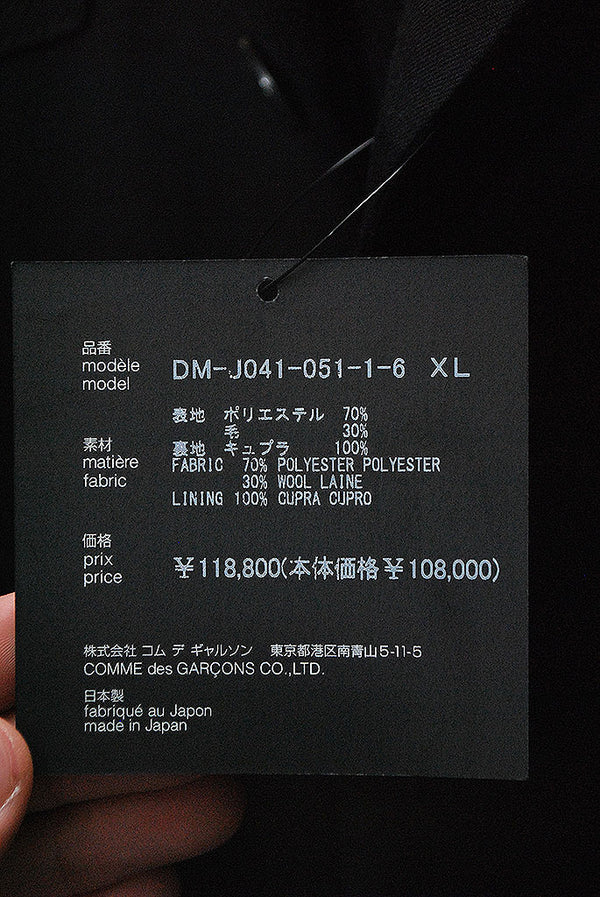 品番
modèle
model
DM-J041-051-1-6 XL
表地 ポリエステル 70%
毛 30%
裏地 キュプラ 100%
素材
matière
fabric
FABRIC 70% POLYESTER POLYESTER
30% WOOL LAINE
LINING 100% CUPRA CUPRO
価格
prix
price
¥118,800(本体価格¥108,000)
株式会社 コム デ ギャルソン 東京都港区南青山5-11-5
COMME des GARÇONS CO.,LTD.
日本製
fabriqué au Japon
made in Japan